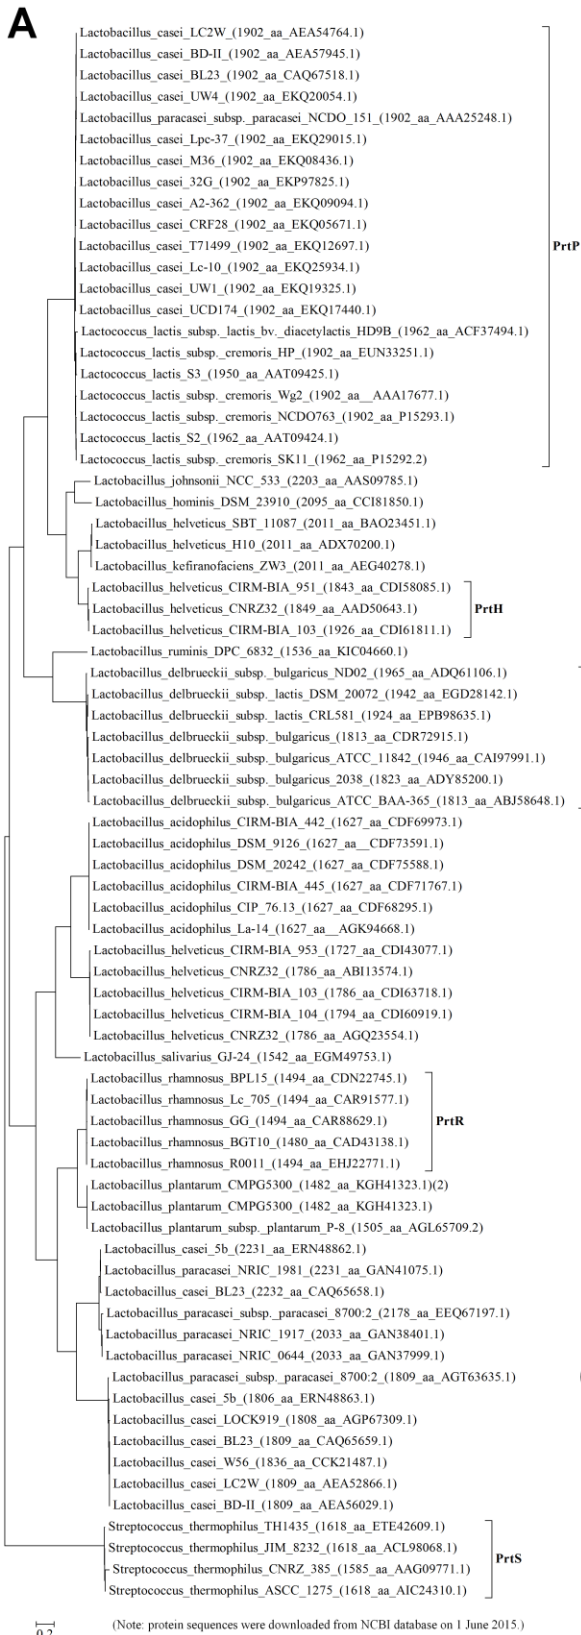 A
Lactobacillus_casei_LC2W_(1902_aa_AEA54764.1)
Lactobacillus_casei_BD-II_(1902_aa_AEA57945.1)
Lactobacillus_casei_BL23_(1902_aa_CAQ67518.1)
Lactobacillus_casei_UW4_(1902_aa_EKQ20054.1)
Lactobacillus_paracasei_subsp._paracasei_NCDO_151_(1902_aa_AAA25248.1)
Lactobacillus_casei_Lpc-37_(1902_aa_EKQ29015.1)
Lactobacillus_casei_M36_(1902_aa_EKQ08436.1)
Lactobacillus_casei_32G_(1902_aa_EKP97825.1)
Lactobacillus_casei_A2-362_(1902_aa_EKQ09094.1)
Lactobacillus_casei_CRF28_(1902_aa_EKQ05671.1)
Lactobacillus_casei_T71499_(1902_aa_EKQ12697.1)
PrtP
Lactobacillus_casei_Lc-10_(1902_aa_EKQ25934.1)
Lactobacillus_casei_UW1_(1902_aa_EKQ19325.1)
Lactobacillus_casei_UCD174_(1902_aa_EKQ17440.1)
Lactococcus_lactis_subsp._lactis_bv._diacetylactis_HD9B_(1962_aa_ACF37494.1)
Lactococcus_lactis_subsp._cremoris_HP_(1902_aa_EUN33251.1)
Lactococcus_lactis_S3_(1950_aa_AAT09425.1)
Lactococcus_lactis_subsp._cremoris_Wg2_(1902_aa__AAA17677.1)
Lactococcus_lactis_subsp._cremoris_NCDO763_(1902_aa_P15293.1)
Lactococcus_lactis_S2_(1962_aa_AAT09424.1)
Lactococcus_lactis_subsp._cremoris_SK11_(1962_aa_P15292.2)
Lactobacillus_johnsonii_NCC_533_(2203_aa_AAS09785.1)
Lactobacillus_hominis_DSM_23910_(2095_aa_CCI81850.1)
Lactobacillus_helveticus_SBT_11087_(2011_aa_BAO23451.1)
Lactobacillus_helveticus_H10_(2011_aa_ADX70200.1)
Lactobacillus_kefiranofaciens_ZW3_(2011_aa_AEG40278.1)
Lactobacillus_helveticus_CIRM-BIA_951_(1843_aa_CDI58085.1)
Lactobacillus_helveticus_CNRZ32_(1849_aa_AAD50643.1)
PrtH
Lactobacillus_helveticus_CIRM-BIA_103_(1926_aa_CDI61811.1)
Lactobacillus_ruminis_DPC_6832_(1536_aa_KIC04660.1)
Lactobacillus_delbrueckii_subsp._bulgaricus_ND02_(1965_aa_ADQ61106.1)
Lactobacillus_delbrueckii_subsp._lactis_DSM_20072_(1942_aa_EGD28142.1)
Lactobacillus_delbrueckii_subsp._lactis_CRL581_(1924_aa_EPB98635.1)
Lactobacillus_delbrueckii_subsp._bulgaricus_(1813_aa_CDR72915.1)
Lactobacillus_delbrueckii_subsp._bulgaricus_ATCC_11842_(1946_aa_CAI97991.1)
Lactobacillus_delbrueckii_subsp._bulgaricus_2038_(1823_aa_ADY85200.1)
Lactobacillus_delbrueckii_subsp._bulgaricus_ATCC_BAA-365_(1813_aa_ABJ58648.1)
Lactobacillus_acidophilus_CIRM-BIA_442_(1627_aa_CDF69973.1)
Lactobacillus_acidophilus_DSM_9126_(1627_aa__CDF73591.1)
Lactobacillus_acidophilus_DSM_20242_(1627_aa_CDF75588.1)
Lactobacillus_acidophilus_CIRM-BIA_445_(1627_aa_CDF71767.1)
Lactobacillus_acidophilus_CIP_76.13_(1627_aa_CDF68295.1)
Lactobacillus_acidophilus_La-14_(1627_aa__AGK94668.1)
Lactobacillus_helveticus_CIRM-BIA_953_(1727_aa_CDI43077.1)
Lactobacillus_helveticus_CNRZ32_(1786_aa_ABI13574.1)
Lactobacillus_helveticus_CIRM-BIA_103_(1786_aa_CDI63718.1)
Lactobacillus_helveticus_CIRM-BIA_104_(1794_aa_CDI60919.1)
Lactobacillus_helveticus_CNRZ32_(1786_aa_AGQ23554.1)
Lactobacillus_salivarius_GJ-24_(1542_aa_EGM49753.1)
Lactobacillus_rhamnosus_BPL15_(1494_aa_CDN22745.1)
Lactobacillus_rhamnosus_Lc_705_(1494_aa_CAR91577.1)
Lactobacillus_rhamnosus_GG_(1494_aa_CAR88629.1)
PrtR
Lactobacillus_rhamnosus_BGT10_(1480_aa_CAD43138.1)
Lactobacillus_rhamnosus_R0011_(1494_aa_EHJ22771.1)
Lactobacillus_plantarum_CMPG5300_(1482_aa_KGH41323.1)(2)
Lactobacillus_plantarum_CMPG5300_(1482_aa_KGH41323.1)
Lactobacillus_plantarum_subsp._plantarum_P-8_(1505_aa_AGL65709.2)
Lactobacillus_casei_5b_(2231_aa_ERN48862.1)
Lactobacillus_paracasei_NRIC_1981_(2231_aa_GAN41075.1)
Lactobacillus_casei_BL23_(2232_aa_CAQ65658.1)
Lactobacillus_paracasei_subsp._paracasei_8700:2_(2178_aa_EEQ67197.1)
Lactobacillus_paracasei_NRIC_1917_(2033_aa_GAN38401.1)
Lactobacillus_paracasei_NRIC_0644_(2033_aa_GAN37999.1)
Lactobacillus_paracasei_subsp._paracasei_8700:2_(1809_aa_AGT63635.1)
Lactobacillus_casei_5b_(1806_aa_ERN48863.1)
Lactobacillus_casei_LOCK919_(1808_aa_AGP67309.1)
Lactobacillus_casei_BL23_(1809_aa_CAQ65659.1)
Lactobacillus_casei_W56_(1836_aa_CCK21487.1)
Lactobacillus_casei_LC2W_(1809_aa_AEA52866.1)
Lactobacillus_casei_BD-II_(1809_aa_AEA56029.1)
Streptococcus_thermophilus_TH1435_(1618_aa_ETE42609.1)
Streptococcus_thermophilus_JIM_8232_(1618_aa_ACL98068.1)
PrtS
Streptococcus_thermophilus_CNRZ_385_(1585_aa_AAG09771.1)
Streptococcus_thermophilus_ASCC_1275_(1618_aa_AIC24310.1)
(Note: protein sequences were downloaded from NCBI database on 1 June 2015.)
0.2